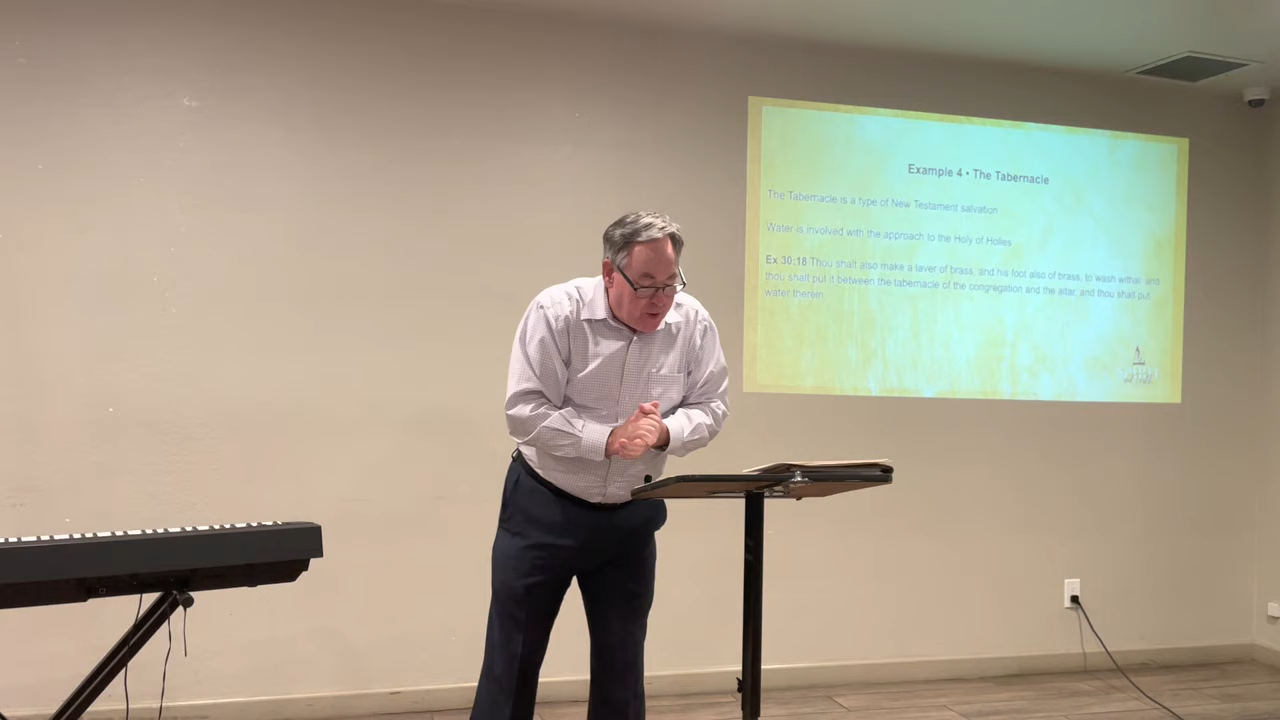 Example 4 • The Tabernacle
The Tabernacle is a type of New Testament salvation
Water is involved with the approach to the Holy of Holies
Ex 30:18 Thou shalt also make a laver of brass, and his foot also of brass, to wash withal: and
thou shalt put it between the tabernacle of the congregation and the altar, and thou shalt put
water therein.